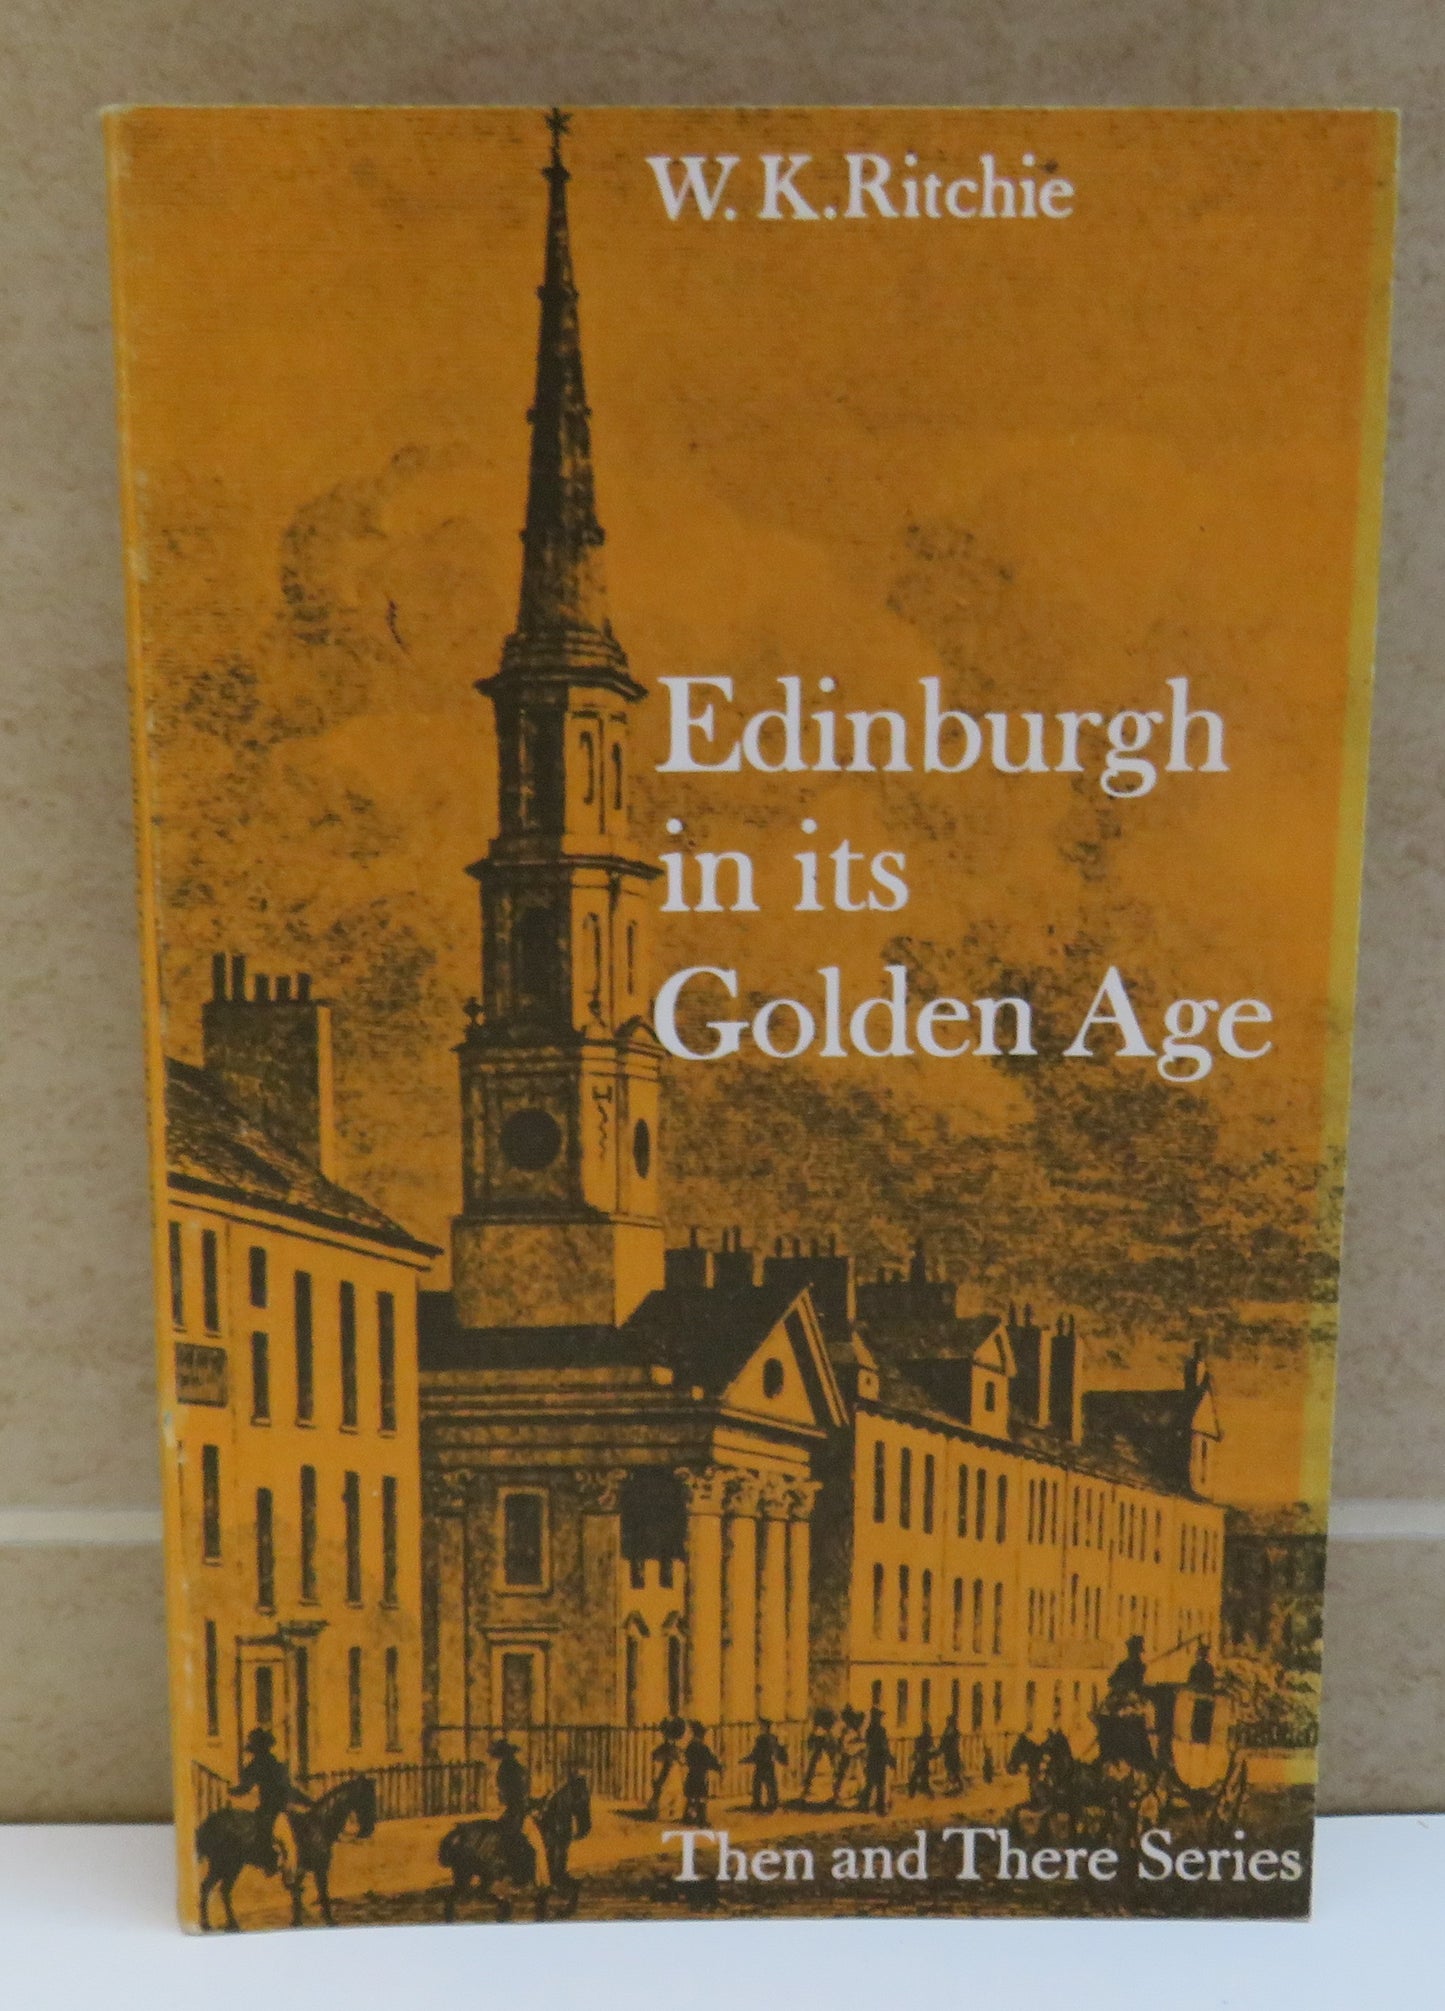 W. K. Ritchie
Edinburgh
in its
Golden Age
Then and There Series